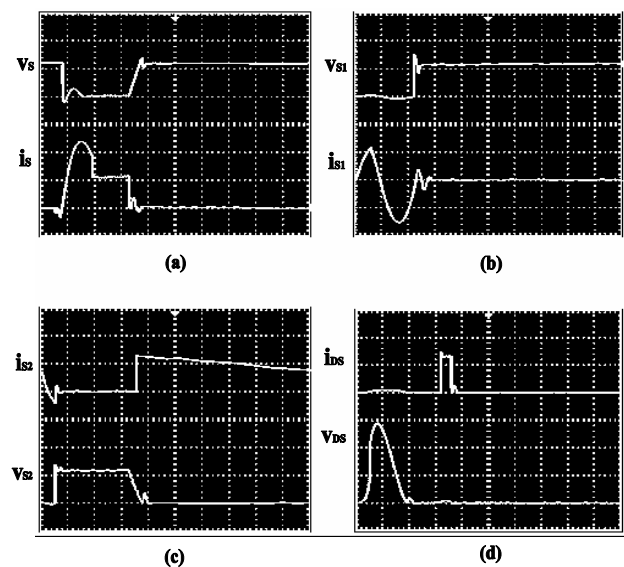 VS
iS
(a)
VS1
iS1
(b)
iS2
VS2
(c)
iDS
VDS
(d)